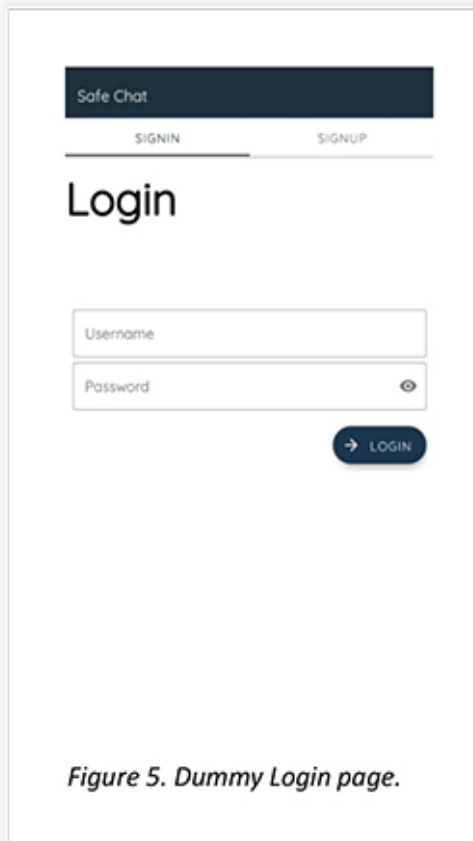 Safe Chat
SIGNIN SIGNUP
Login
Username
Password
LOGIN
Figure 5. Dummy Login page.